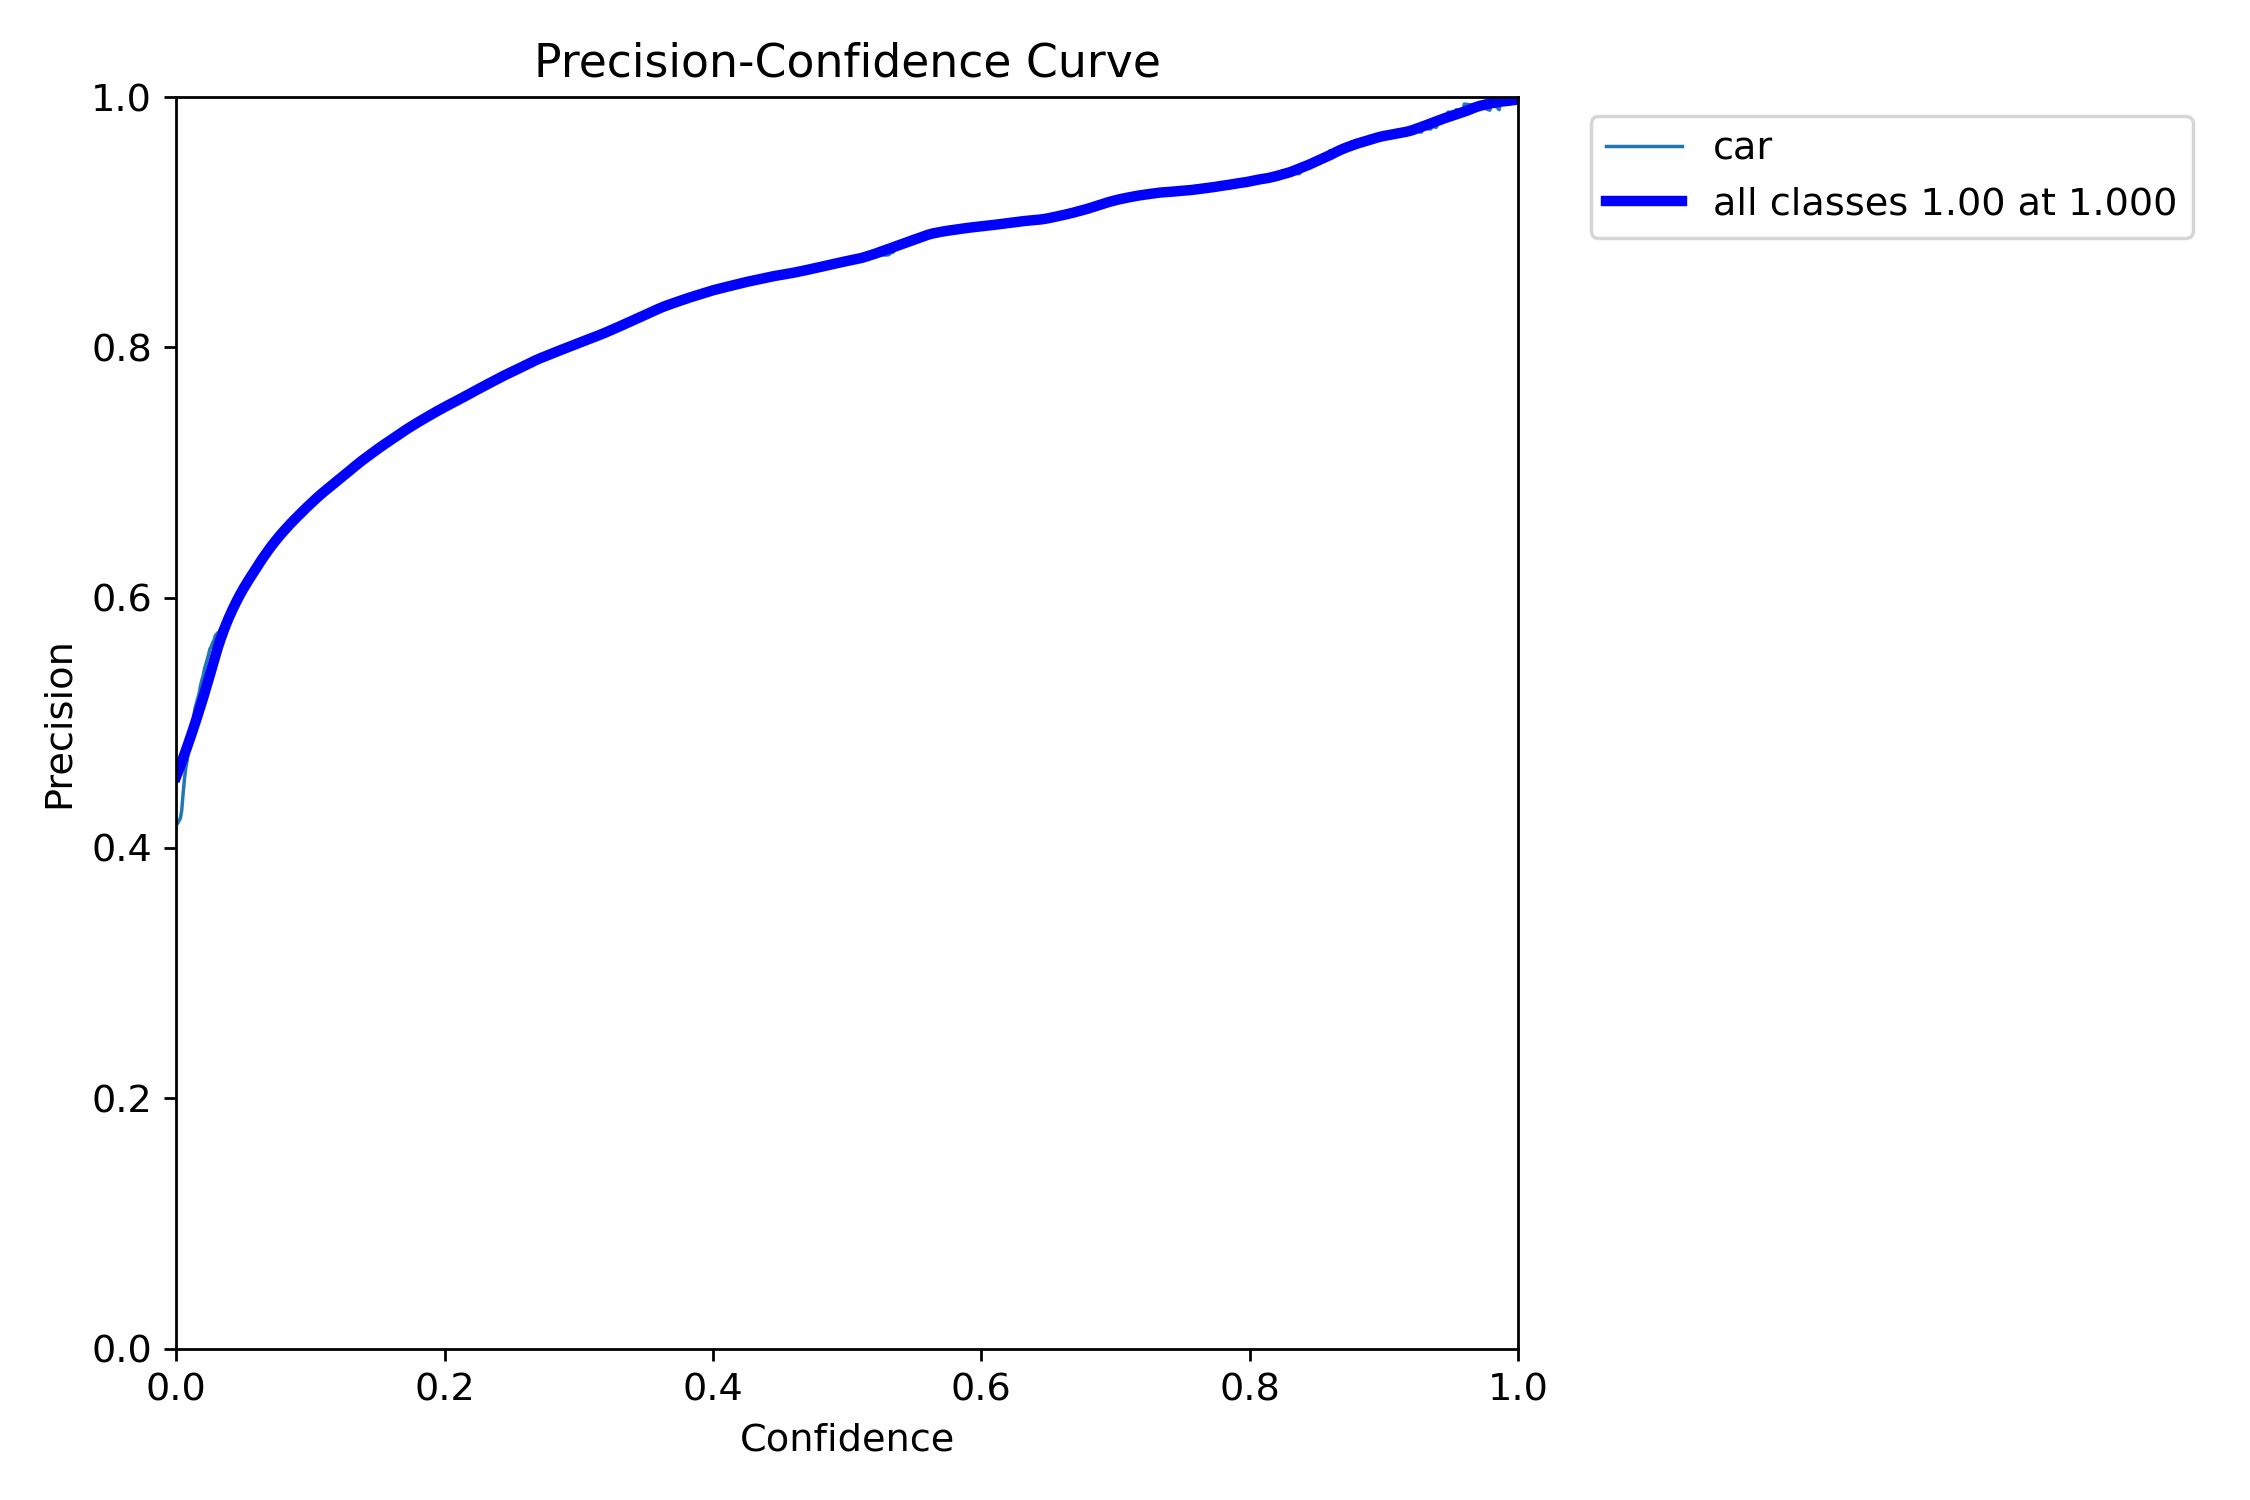 Precision-Confidence Curve
1.0
0.8
0.6
0.4
0.2
0.0
Precision
0.0 0.2 0.4 0.6 0.8 1.0
Confidence
car
all classes 1.00 at 1.000